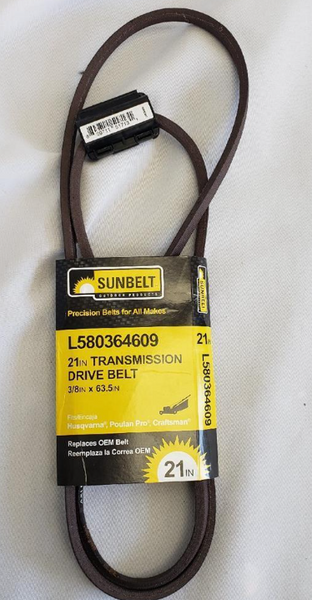 SUNBELT
OUTDOOR PRODUCTS
Precision Belts for All Makes
L580364609
21IN TRANSMISSION
DRIVE BELT
3/8IN x 63.5IN
Husqvarna®, Poulan Pro®, Craftsman®
Replaces OEM Belt
Reemplaza la Correa OEM
21IN
SUNBELT
21IN
L580364609